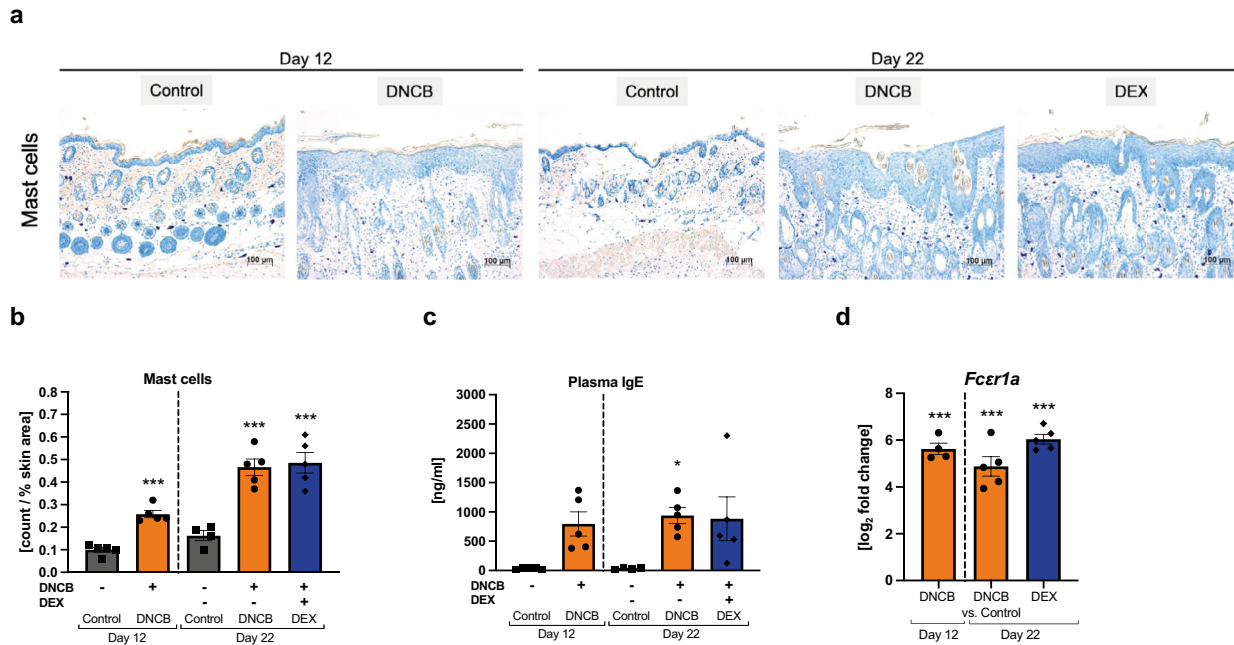 a
Day 12
Day 22
Control
DNCB
Control
DNCB
DEX
Mast cells
100 µm
100 µm
100 µm
100 µm
100 µm
b
Mast cells
[count / % skin area]
0.8
0.7
0.6
0.5
0.4
0.3
0.2
0.1
0.0
***
***
***
DNCB - + - + +
DEX - - +
Control DNCB Control DNCB DEX
Day 12 Day 22
c
Plasma IgE
[ng/ml]
3000
2500
2000
1500
1000
500
0
*
DNCB - + - + +
DEX - - +
Control DNCB Control DNCB DEX
Day 12 Day 22
d
Fcεr1a
[log2 fold change]
8
6
4
2
0
***
***
***
DNCB DNCB DEX
vs. Control
Day 12 Day 22